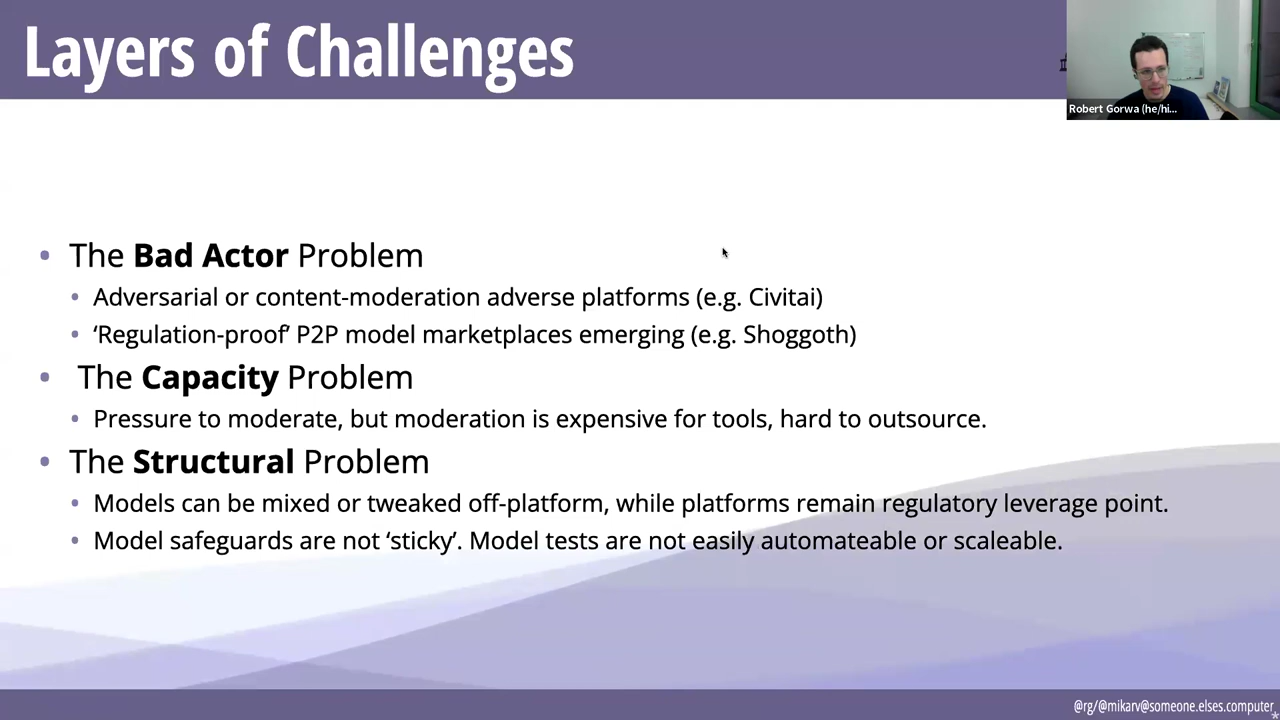 Layers of Challenges
Robert Gorwa (he/hi...
• The Bad Actor Problem
• Adversarial or content-moderation adverse platforms (e.g. Civitai)
• ‘Regulation-proof’ P2P model marketplaces emerging (e.g. Shoggoth)
• The Capacity Problem
• Pressure to moderate, but moderation is expensive for tools, hard to outsource.
• The Structural Problem
• Models can be mixed or tweaked off-platform, while platforms remain regulatory leverage point.
• Model safeguards are not ‘sticky’. Model tests are not easily automateable or scaleable.
@rg/@mikarv@someone.elses.computer